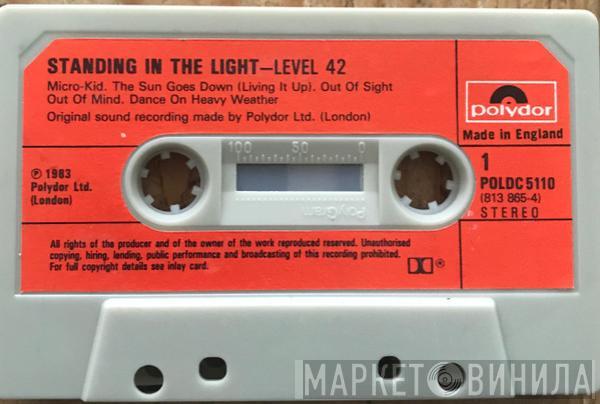 STANDING IN THE LIGHT—LEVEL 42
Micro-Kid. The Sun Goes Down (Living It Up). Out Of Sight
Out Of Mind. Dance On Heavy Weather
Original sound recording made by Polydor Ltd. (London)
polydor
Made in England
℗ 1983
Polydor Ltd.
(London)
100 50 0
PolyGram
1
POLDC 5110
(813 865-4)
STEREO
All rights of the producer and of the owner of the work reproduced reserved. Unauthorised
copying, hiring, lending, public performance and broadcasting of this recording prohibited.
For full copyright details see inlay card.
МАРКЕТ ВИНИЛА